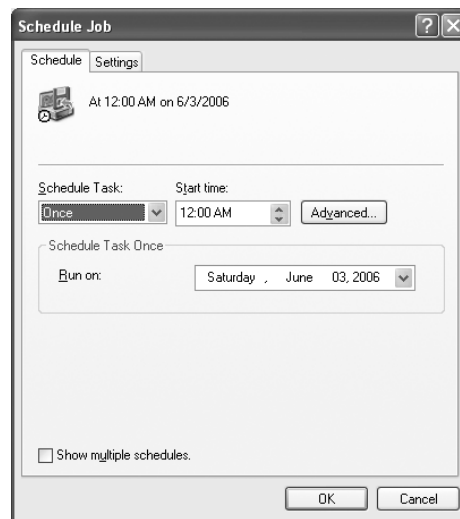 Schedule Job
Schedule Settings
At 12:00 AM on 6/3/2006
Schedule Task: Start time:
Once 12:00 AM Advanced...
Schedule Task Once
Run on: Saturday , June 03, 2006
Show multiple schedules.
OK Cancel